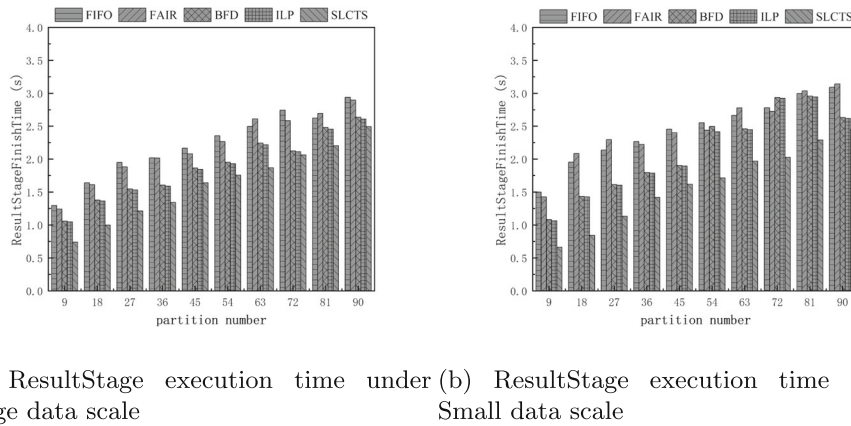 FIFO FAIR BFD ILP SLCTS
4.0
3.5
3.0
2.5
2.0
1.5
1.0
0.5
0.0
ResultStageFinishTime (s)
9 18 27 36 45 54 63 72 81 90
partition number
FIFO FAIR BFD ILP SLCTS
4.0
3.5
3.0
2.5
2.0
1.5
1.0
0.5
0.0
ResultStageFinishTime (s)
9 18 27 36 45 54 63 72 81 90
partition number
ResultStage execution time under
data scale
(b) ResultStage execution time
Small data scale